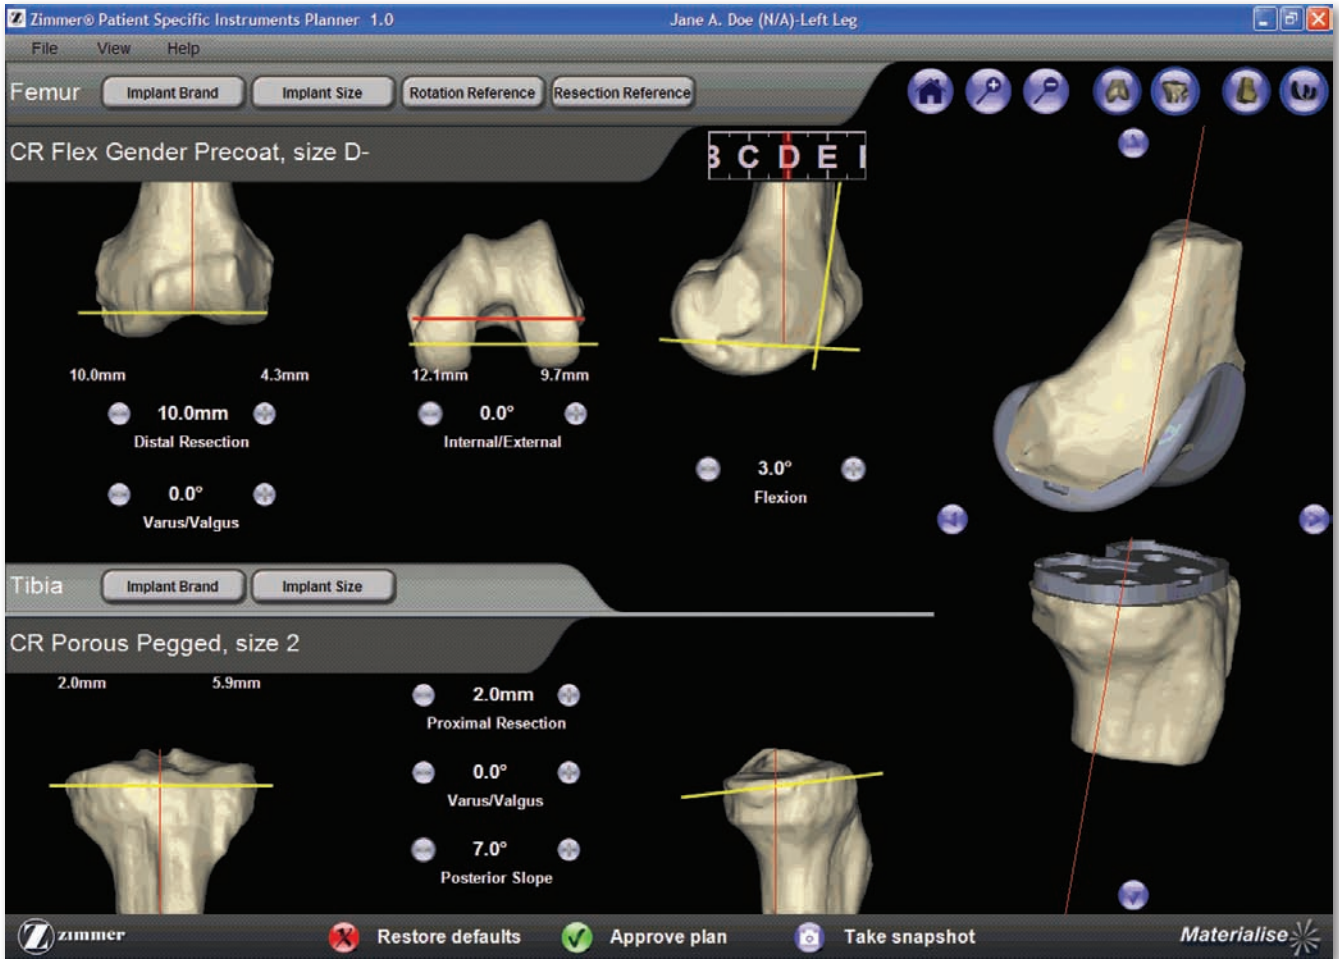 Zimmer® Patient Specific Instruments Planner 1.0
Jane A. Doe (N/A)-Left Leg
File View Help
Femur Implant Brand Implant Size Rotation Reference Resection Reference
CR Flex Gender Precoat, size D-
B C D E
10.0mm 4.3mm 12.1mm 9.7mm
10.0mm 0.0°
Distal Resection Internal/External
3.0°
Flexion
0.0°
Varus/Valgus
Tibia Implant Brand Implant Size
CR Porous Pegged, size 2
2.0mm 5.9mm
2.0mm
Proximal Resection
0.0°
Varus/Valgus
7.0°
Posterior Slope
Z zimmer Restore defaults Approve plan Take snapshot Materialise